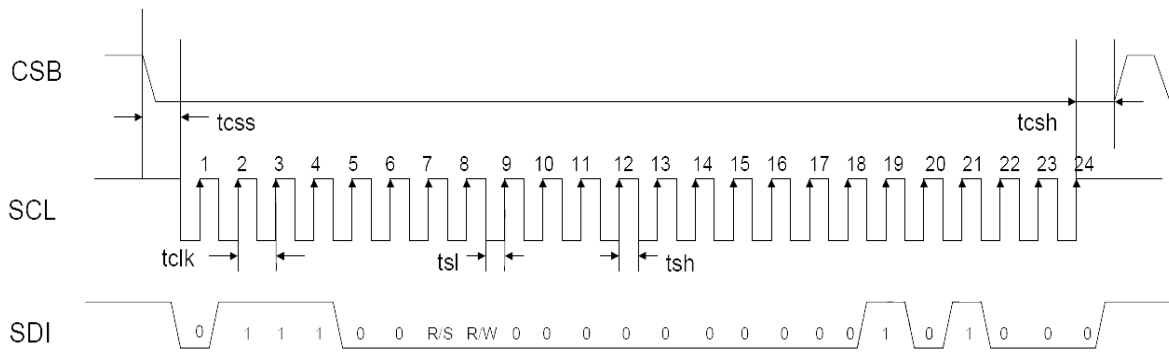 CSB
tcss
tcsh
1 2 3 4 5 6 7 8 9 10 11 12 13 14 15 16 17 18 19 20 21 22 23 24
SCL
tclk
tsl
tsh
SDI
0 1 1 1 0 0 R/S R/W 0 0 0 0 0 0 0 0 0 0 1 0 1 0 0 0